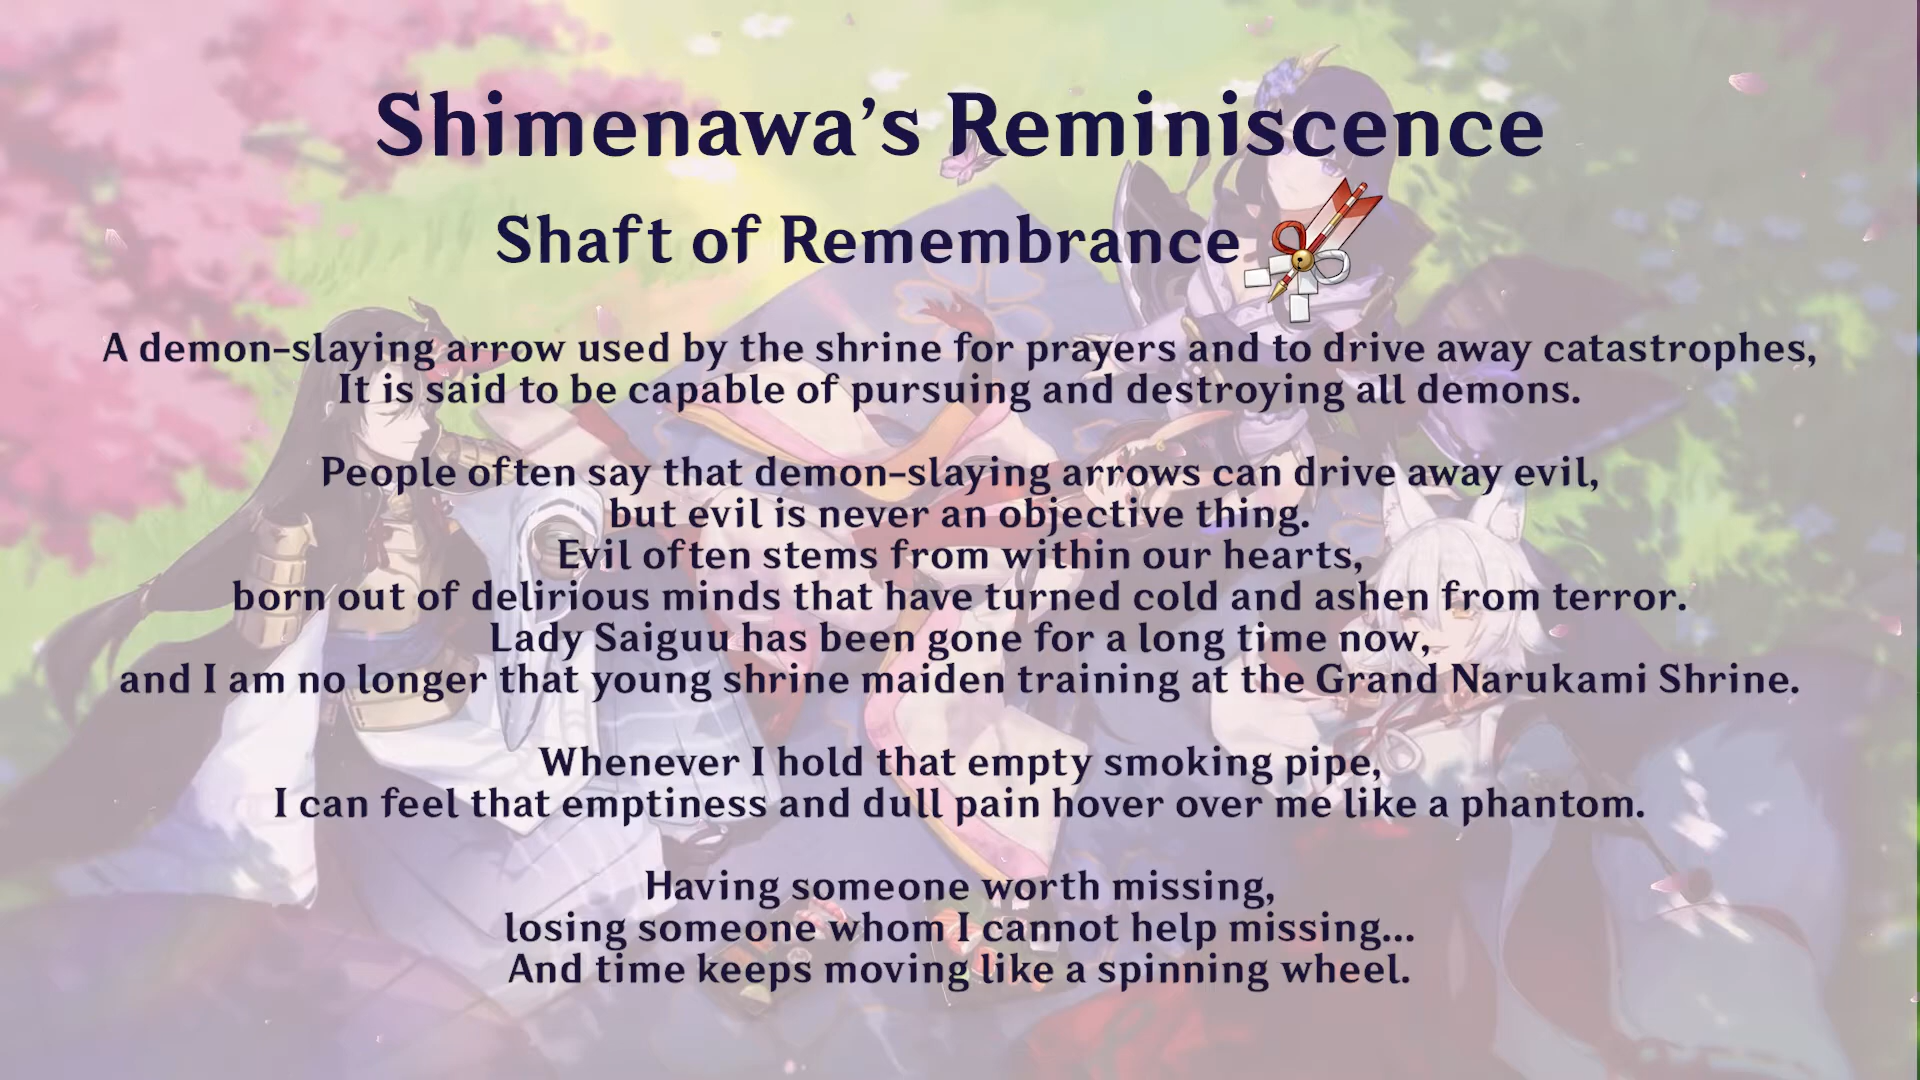 Shimenawa’s Reminiscence
Shaft of Remembrance
A demon-slaying arrow used by the shrine for prayers and to drive away catastrophes,
It is said to be capable of pursuing and destroying all demons.
People often say that demon-slaying arrows can drive away evil,
but evil is never an objective thing.
Evil often stems from within our hearts,
born out of delirious minds that have turned cold and ashen from terror.
Lady Saiguu has been gone for a long time now,
and I am no longer that young shrine maiden training at the Grand Narukami Shrine.
Whenever I hold that empty smoking pipe,
I can feel that emptiness and dull pain hover over me like a phantom.
Having someone worth missing,
losing someone whom I cannot help missing...
And time keeps moving like a spinning wheel.